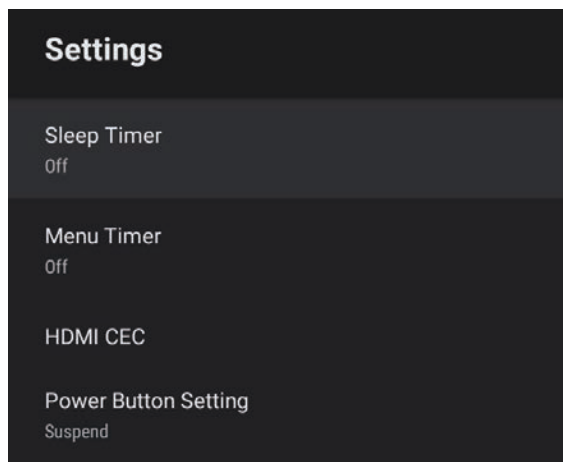 Settings
Sleep Timer
Off
Menu Timer
Off
HDMI CEC
Power Button Setting
Suspend